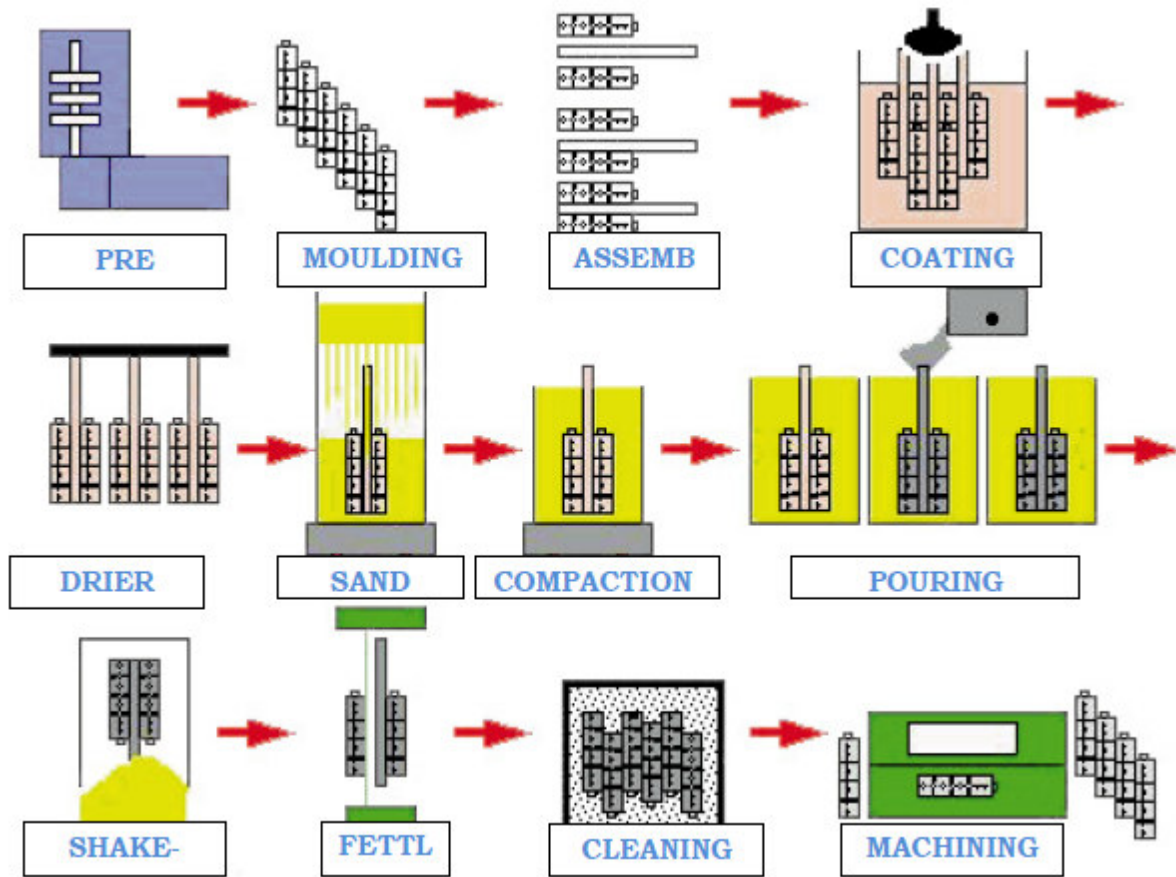 PRE
MOULDING
ASSEMB
COATING
DRIER
SAND
COMPACTION
POURING
SHAKE-
FETTL
CLEANING
MACHINING